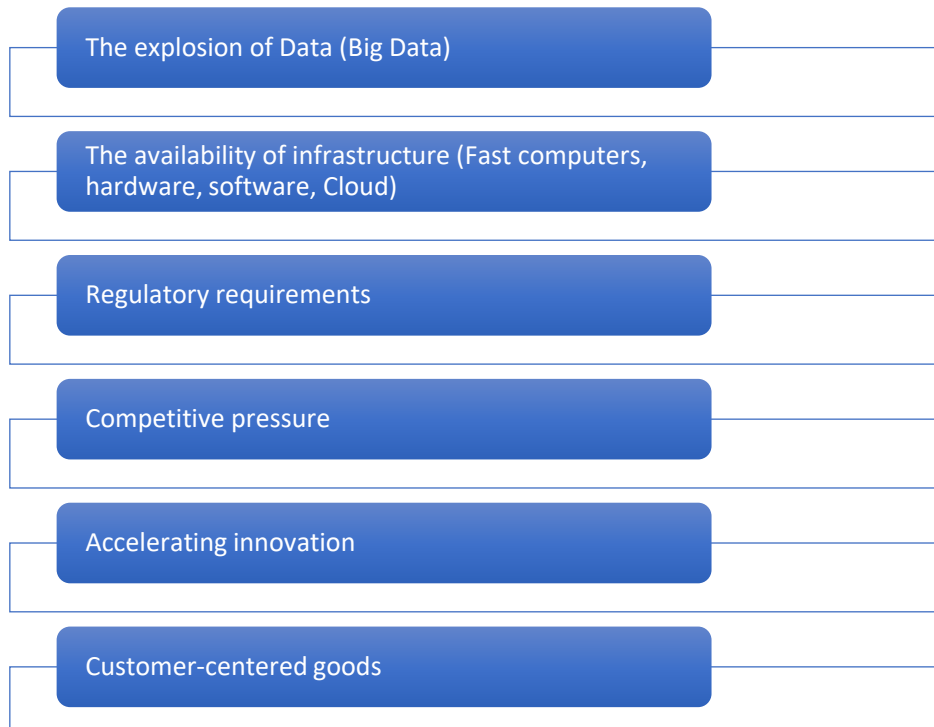 The explosion of Data (Big Data)
The availability of infrastructure (Fast computers,
hardware, software, Cloud)
Regulatory requirements
Competitive pressure
Accelerating innovation
Customer-centered goods